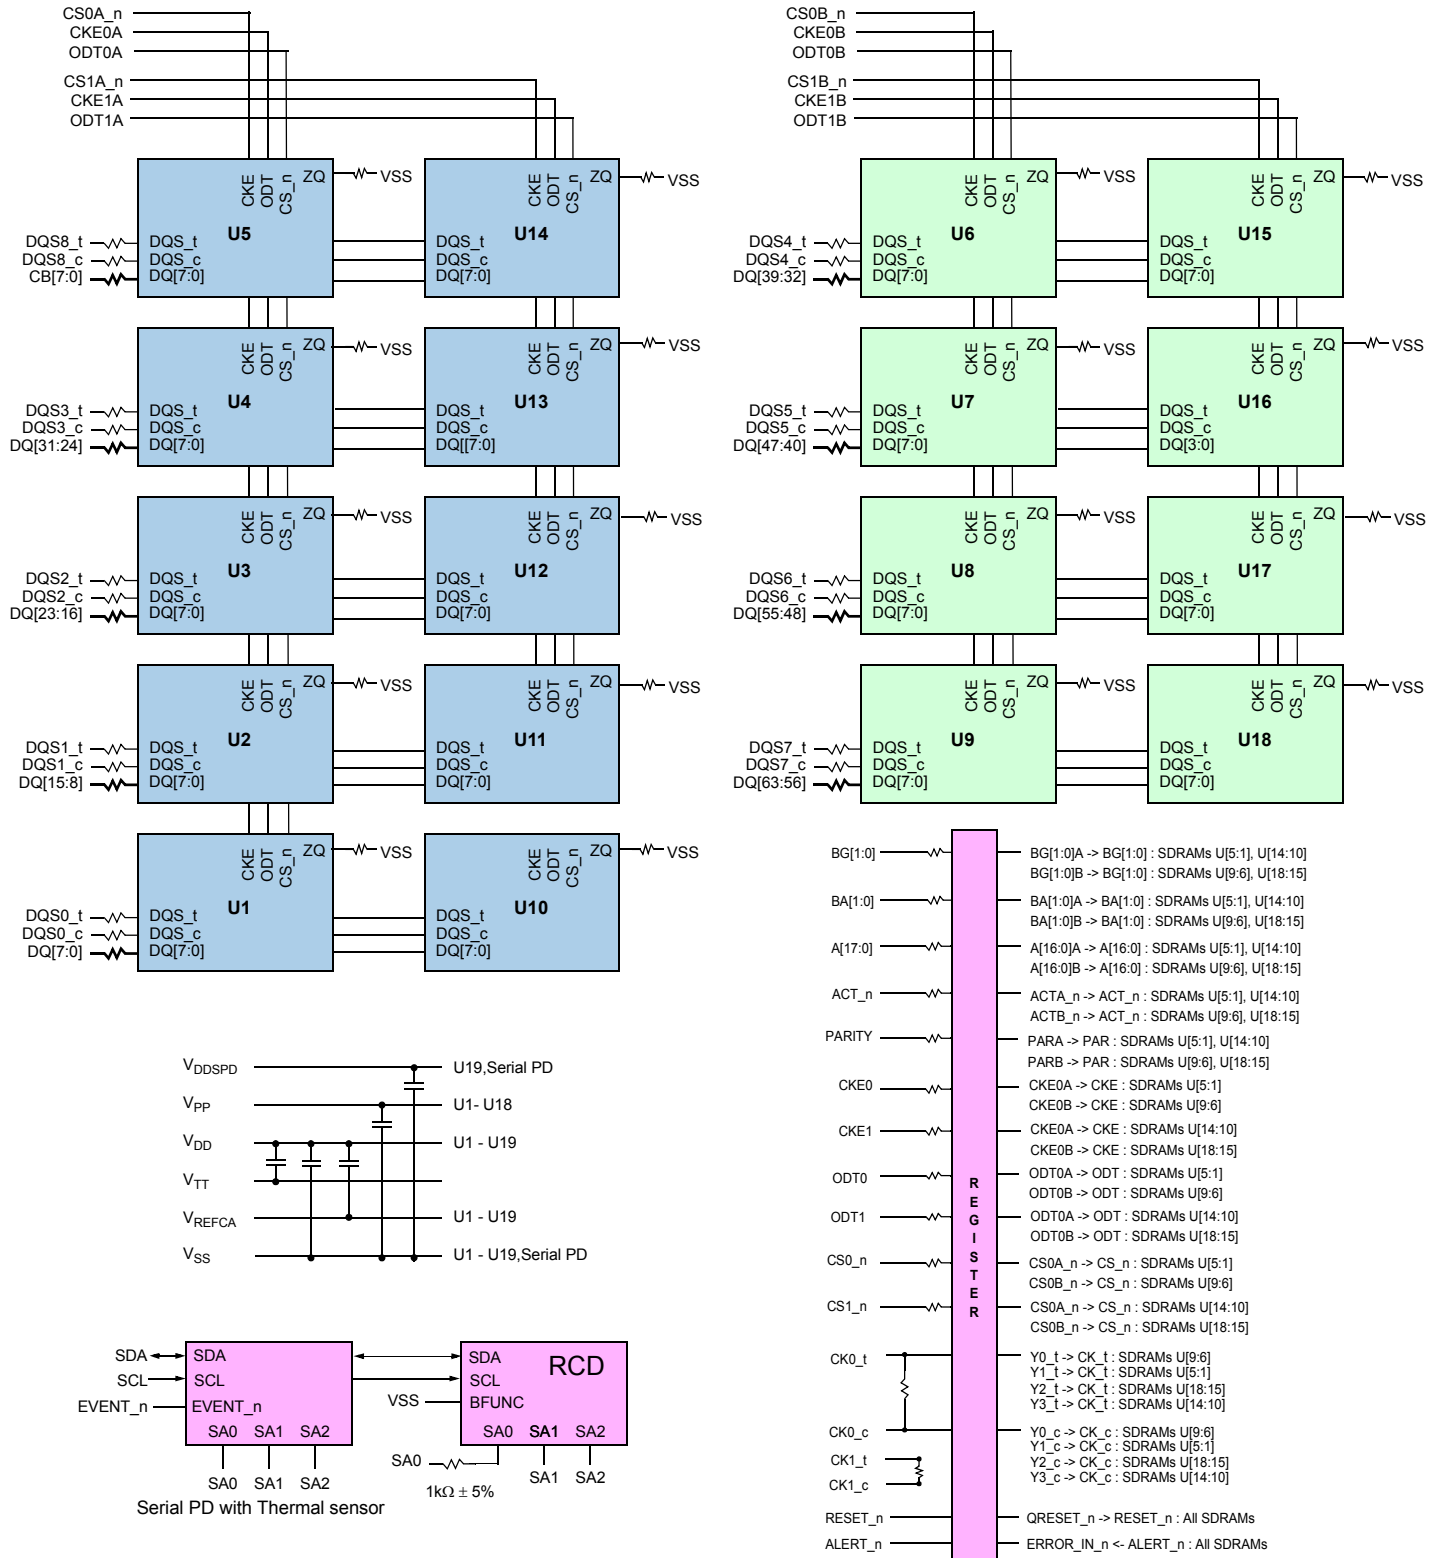 CS0A_n
CKE0A
ODT0A
CS1A_n
CKE1A
ODT1A
CKE ODT CS_n ZQ VSS
U5
DQS8_t DQS_t
DQS8_c DQS_c
CB[7:0] DQ[7:0]
CKE ODT CS_n ZQ VSS
U14
DQS_t
DQS_c
DQ[7:0]
CKE ODT CS_n ZQ VSS
U4
DQS3_t DQS_t
DQS3_c DQS_c
DQ[31:24] DQ[7:0]
CKE ODT CS_n ZQ VSS
U13
DQS_t
DQS_c
DQ[[7:0]
CKE ODT CS_n ZQ VSS
U3
DQS2_t DQS_t
DQS2_c DQS_c
DQ[23:16] DQ[7:0]
CKE ODT CS_n ZQ VSS
U12
DQS_t
DQS_c
DQ[7:0]
CKE ODT CS_n ZQ VSS
U2
DQS1_t DQS_t
DQS1_c DQS_c
DQ[15:8] DQ[7:0]
CKE ODT CS_n ZQ VSS
U11
DQS_t
DQS_c
DQ[7:0]
CKE ODT CS_n ZQ VSS
U1
DQS0_t DQS_t
DQS0_c DQS_c
DQ[7:0] DQ[7:0]
CKE ODT CS_n ZQ VSS
U10
DQS_t
DQS_c
DQ[7:0]
CS0B_n
CKE0B
ODT0B
CS1B_n
CKE1B
ODT1B
CKE ODT CS_n ZQ VSS
U6
DQS4_t DQS_t
DQS4_c DQS_c
DQ[39:32] DQ[7:0]
CKE ODT CS_n ZQ VSS
U15
DQS_t
DQS_c
DQ[7:0]
CKE ODT CS_n ZQ VSS
U7
DQS5_t DQS_t
DQS5_c DQS_c
DQ[47:40] DQ[7:0]
CKE ODT CS_n ZQ VSS
U16
DQS_t
DQS_c
DQ[3:0]
CKE ODT CS_n ZQ VSS
U8
DQS6_t DQS_t
DQS6_c DQS_c
DQ[55:48] DQ[7:0]
CKE ODT CS_n ZQ VSS
U17
DQS_t
DQS_c
DQ[7:0]
CKE ODT CS_n ZQ VSS
U9
DQS7_t DQS_t
DQS7_c DQS_c
DQ[63:56] DQ[7:0]
CKE ODT CS_n ZQ VSS
U18
DQS_t
DQS_c
DQ[7:0]
VDDSPD U19,Serial PD
VPP U1- U18
VDD U1 - U19
VTT
VREFCA U1 - U19
VSS U1 - U19,Serial PD
SDA SDA
SCL SCL
EVENT_n EVENT_n
SA0 SA1 SA2
SA0 SA1 SA2
Serial PD with Thermal sensor
SDA RCD
SCL
VSS BFUNC
SA0 SA1 SA2
SA0 SA1 SA2
1kΩ ± 5%
REGISTER
BG[1:0] BG[1:0]A -> BG[1:0] : SDRAMs U[5:1], U[14:10]
BG[1:0]B -> BG[1:0] : SDRAMs U[9:6], U[18:15]
BA[1:0] BA[1:0]A -> BA[1:0] : SDRAMs U[5:1], U[14:10]
BA[1:0]B -> BA[1:0] : SDRAMs U[9:6], U[18:15]
A[17:0] A[16:0]A -> A[16:0] : SDRAMs U[5:1], U[14:10]
A[16:0]B -> A[16:0] : SDRAMs U[9:6], U[18:15]
ACT_n ACTA_n -> ACT_n : SDRAMs U[5:1], U[14:10]
ACTB_n -> ACT_n : SDRAMs U[9:6], U[18:15]
PARITY PARA -> PAR : SDRAMs U[5:1], U[14:10]
PARB -> PAR : SDRAMs U[9:6], U[18:15]
CKE0 CKE0A -> CKE : SDRAMs U[5:1]
CKE0B -> CKE : SDRAMs U[9:6]
CKE1 CKE0A -> CKE : SDRAMs U[14:10]
CKE0B -> CKE : SDRAMs U[18:15]
ODT0 ODT0A -> ODT : SDRAMs U[5:1]
ODT0B -> ODT : SDRAMs U[9:6]
ODT1 ODT0A -> ODT : SDRAMs U[14:10]
ODT0B -> ODT : SDRAMs U[18:15]
CS0_n CS0A_n -> CS_n : SDRAMs U[5:1]
CS0B_n -> CS_n : SDRAMs U[9:6]
CS1_n CS0A_n -> CS_n : SDRAMs U[14:10]
CS0B_n -> CS_n : SDRAMs U[18:15]
CK0_t Y0_t -> CK_t : SDRAMs U[9:6]
Y1_t -> CK_t : SDRAMs U[5:1]
Y2_t -> CK_t : SDRAMs U[18:15]
Y3_t -> CK_t : SDRAMs U[14:10]
CK0_c Y0_c -> CK_c : SDRAMs U[9:6]
Y1_c -> CK_c : SDRAMs U[5:1]
CK1_t Y2_c -> CK_c : SDRAMs U[18:15]
CK1_c Y3_c -> CK_c : SDRAMs U[14:10]
RESET_n QRESET_n -> RESET_n : All SDRAMs
ALERT_n ERROR_IN_n <- ALERT_n : All SDRAMs